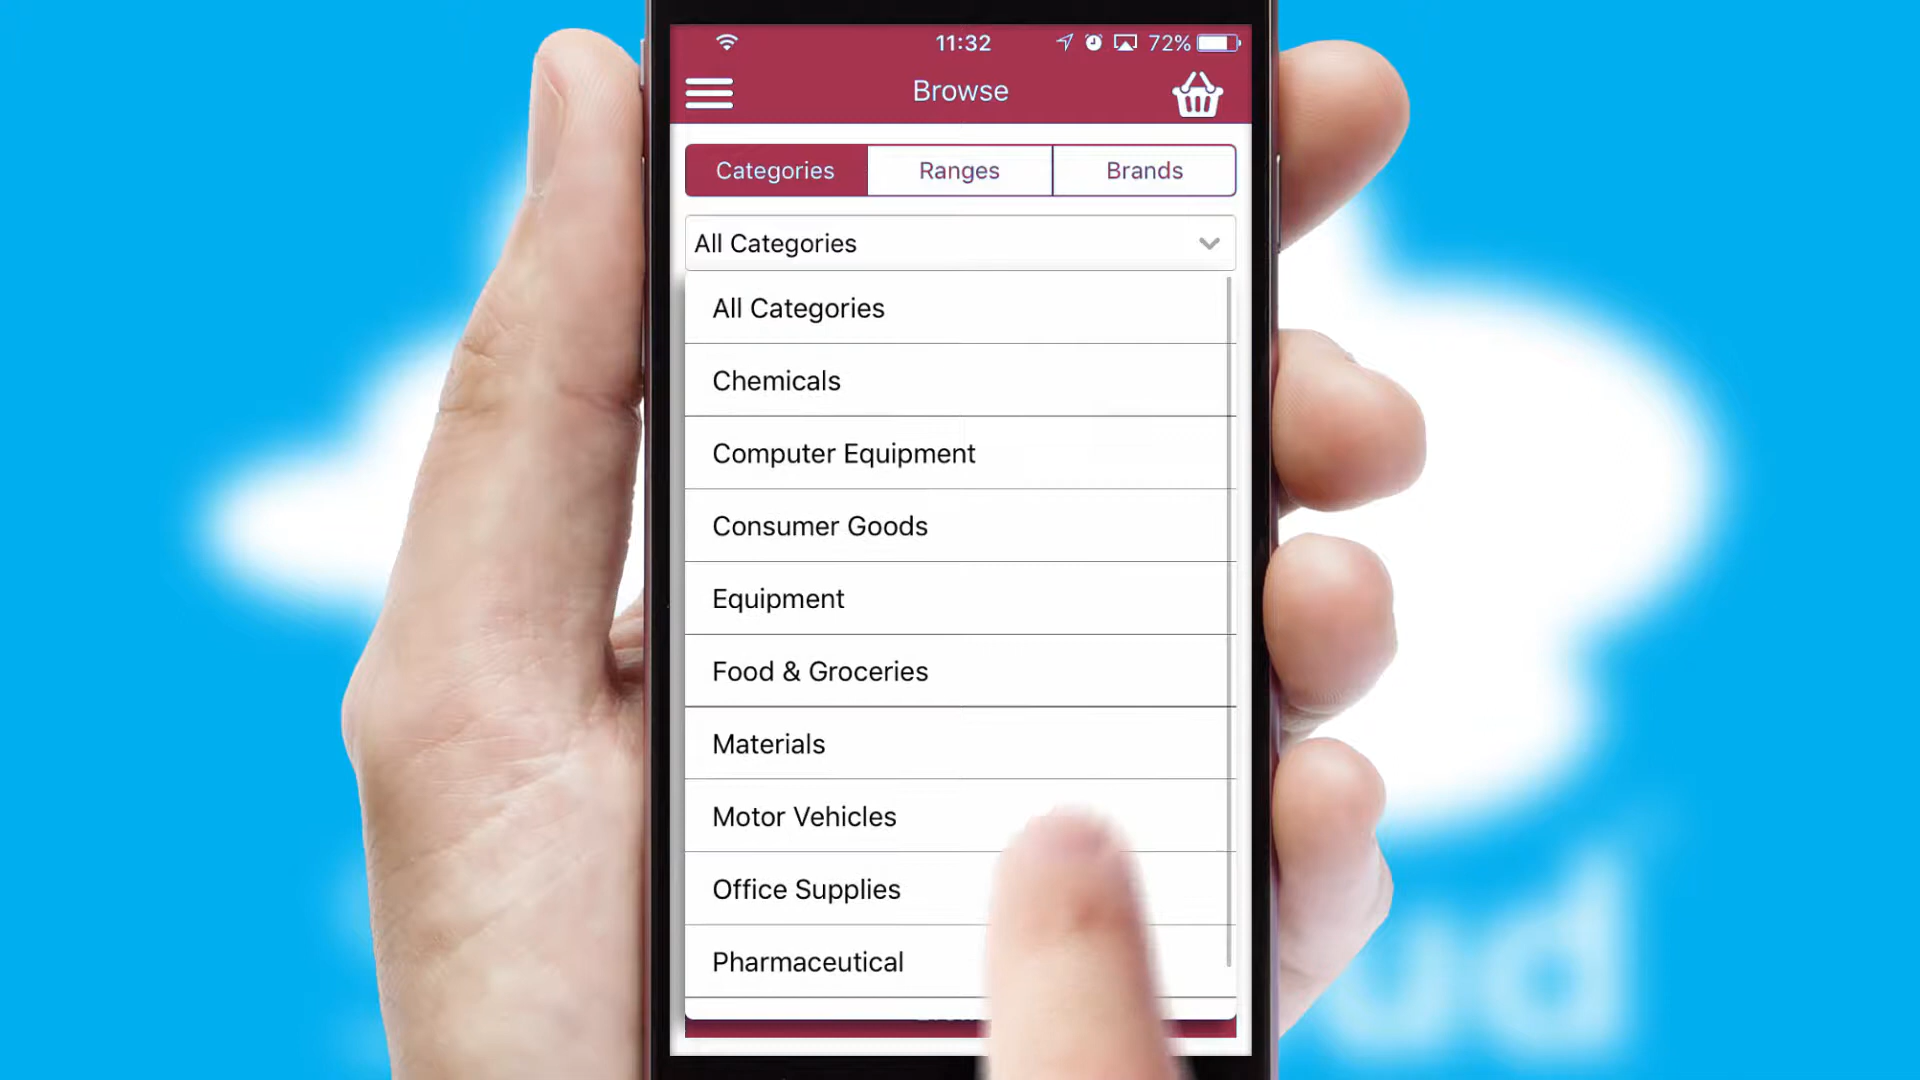 11:32 72%
Browse
Categories Ranges Brands
All Categories
All Categories
Chemicals
Computer Equipment
Consumer Goods
Equipment
Food & Groceries
Materials
Motor Vehicles
Office Supplies
Pharmaceutical
ud